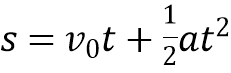 s = v₀t + ½at²